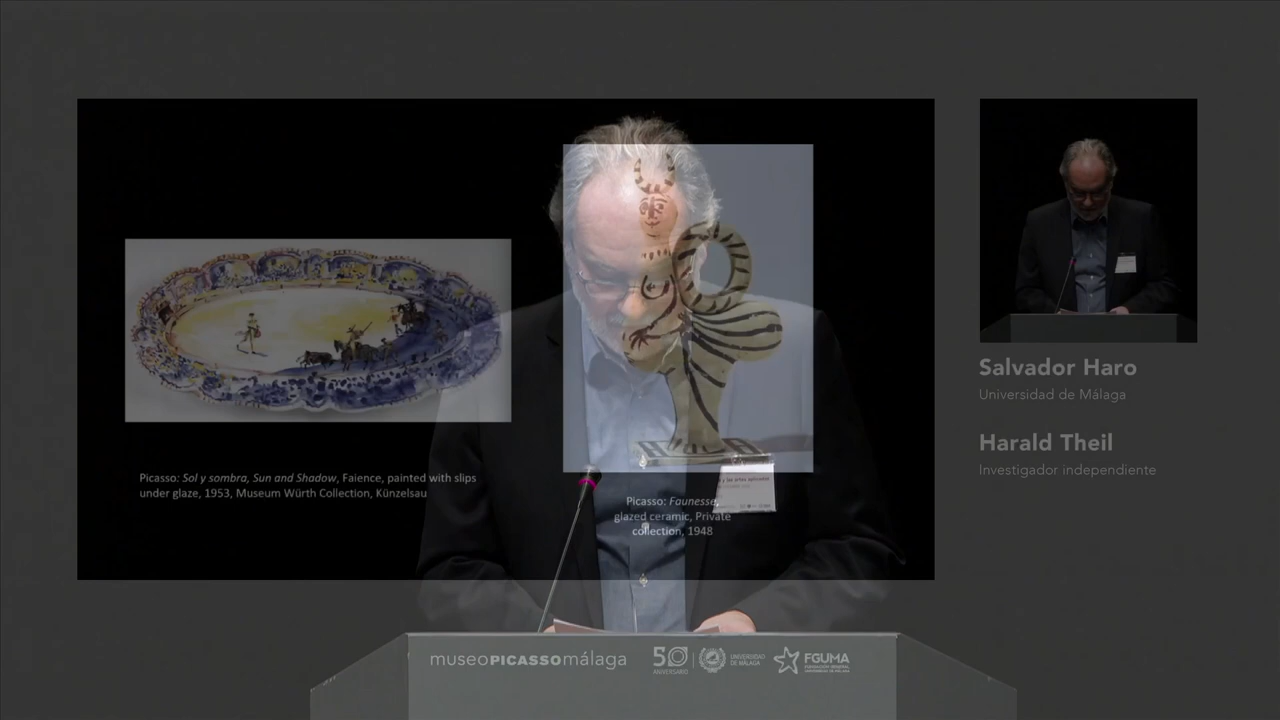 Picasso: Sol y sombra, Sun and Shadow, Faience, painted with slips
under glaze, 1953, Museum Würth Collection, Künzelsau
Picasso: Faunesse,
glazed ceramic, Private
collection, 1948
Salvador Haro
Universidad de Málaga
Harald Theil
Investigador independiente
museoPICASSOmálaga
50
ANIVERSARIO
UNIVERSIDAD
DE MÁLAGA
FGUMA